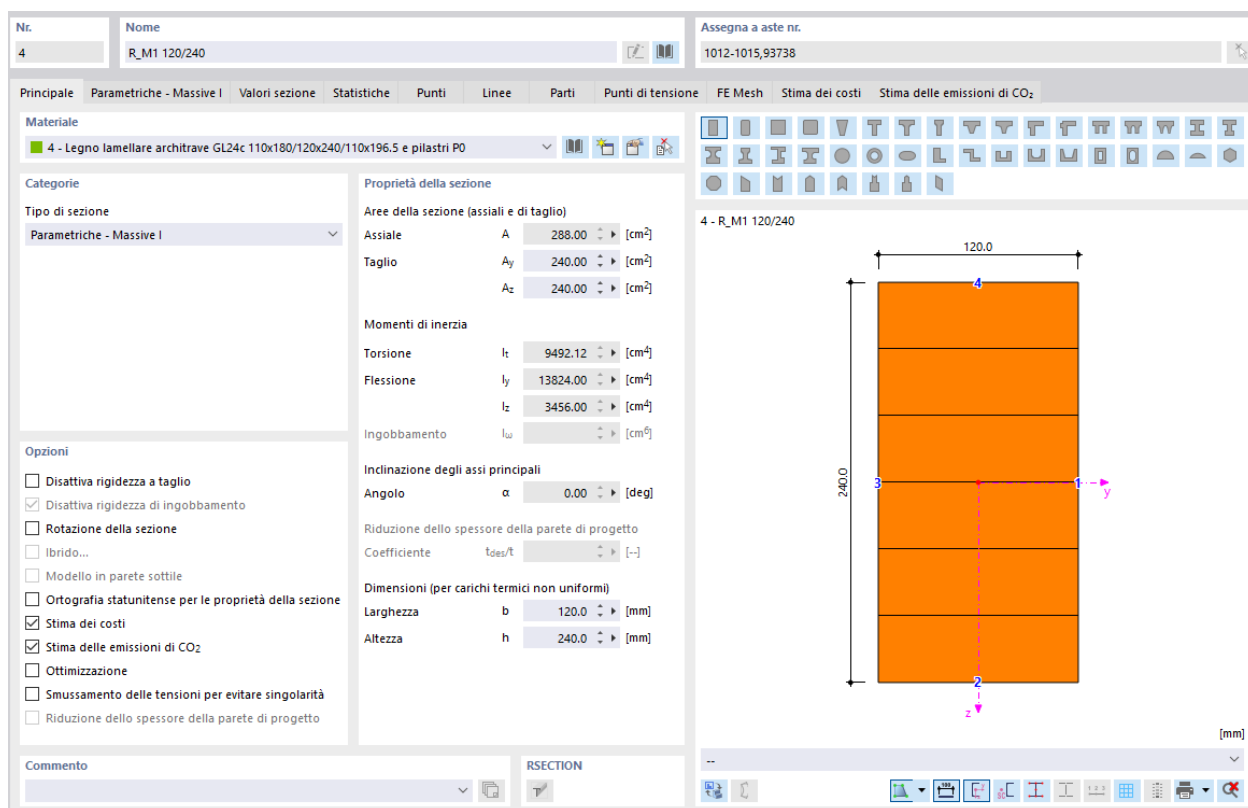 Nr.
4
Nome
R_M1 120/240
Assegna a aste nr.
1012-1015,93738
Principale Parametriche - Massive I Valori sezione Statistiche Punti Linee Parti Punti di tensione FE Mesh Stima dei costi Stima delle emissioni di CO₂
Materiale
4 - Legno lamellare architrave GL24c 110x180/120x240/110x196.5 e pilastri P0
Categorie
Tipo di sezione
Parametriche - Massive I
Opzioni
Disattiva rigidezza a taglio
Disattiva rigidezza di ingobbamento
Rotazione della sezione
Ibrido...
Modello in parete sottile
Ortografia statunitense per le proprietà della sezione
Stima dei costi
Stima delle emissioni di CO₂
Ottimizzazione
Smussamento delle tensioni per evitare singolarità
Riduzione dello spessore della parete di progetto
Proprietà della sezione
Aree della sezione (assiali e di taglio)
Assiale A 288.00 [cm²]
Taglio Ay 240.00 [cm²]
Az 240.00 [cm²]
Momenti di inerzia
Torsione It 9492.12 [cm⁴]
Flessione Iy 13824.00 [cm⁴]
Iz 3456.00 [cm⁴]
Ingobbamento Iω [cm⁶]
Inclinazione degli assi principali
Angolo α 0.00 [deg]
Riduzione dello spessore della parete di progetto
Coefficiente tdes/t [--]
Dimensioni (per carichi termici non uniformi)
Larghezza b 120.0 [mm]
Altezza h 240.0 [mm]
Commento
RSECTION
4 - R_M1 120/240
120.0
4
240.0
3
1
y
2
z
[mm]
--